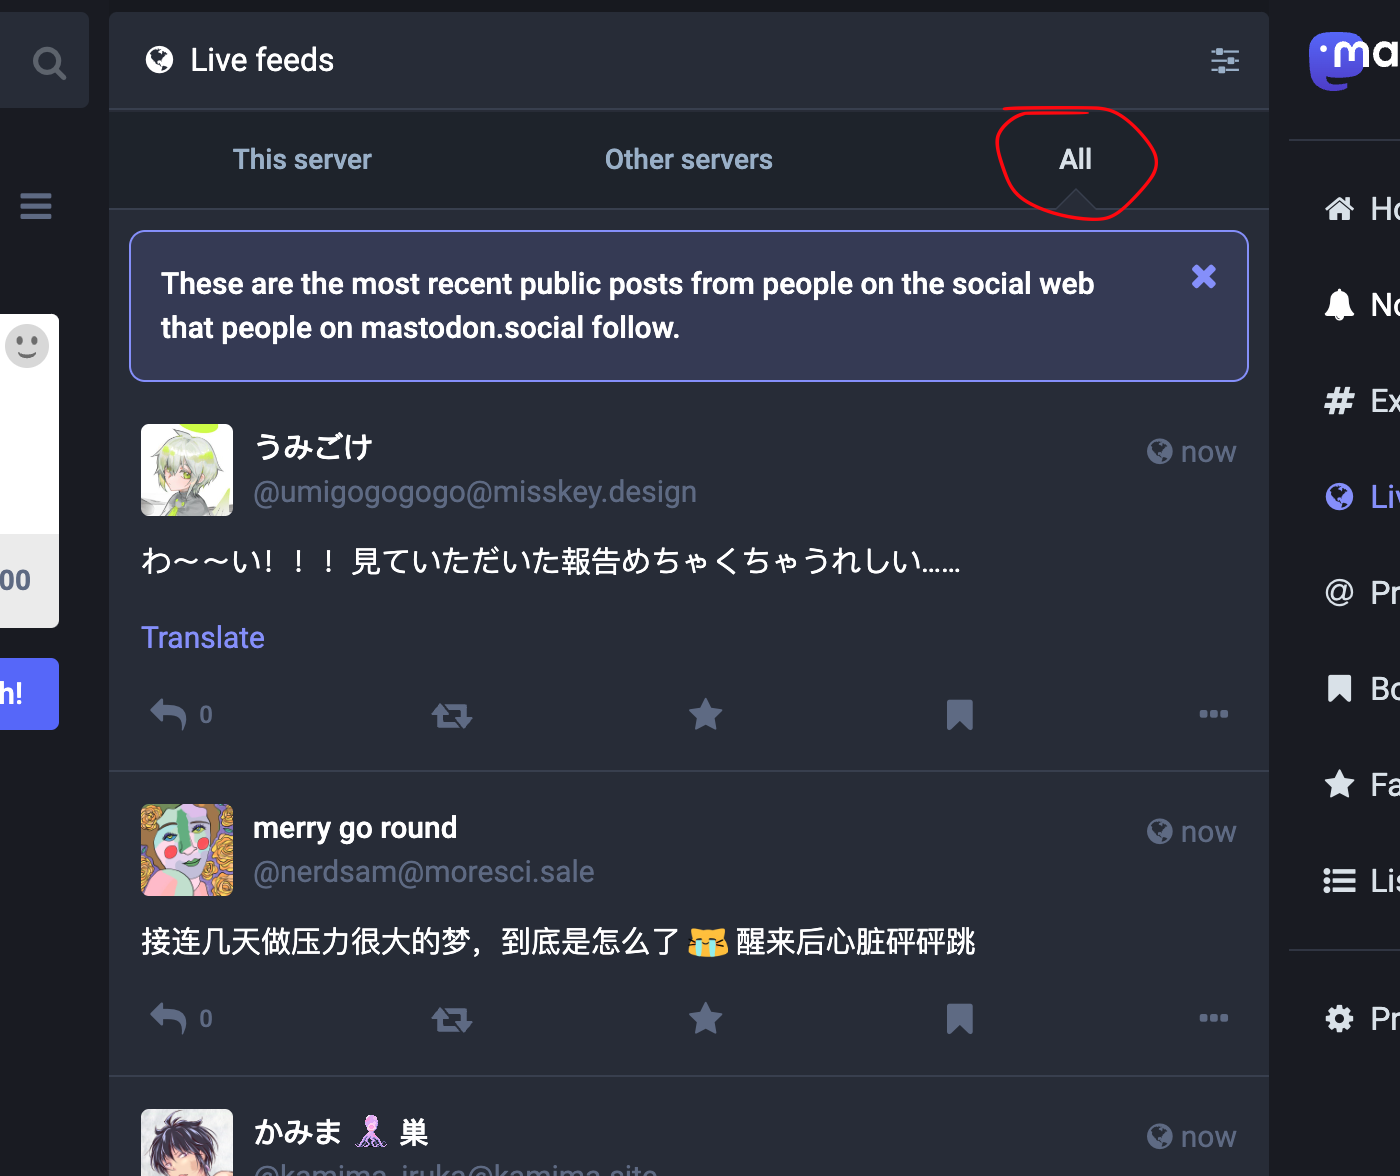 Live feeds
This server
Other servers
All
These are the most recent public posts from people on the social web
that people on mastodon.social follow.
うみごけ
now
@umigogogogo@misskey.design
わ〜〜い！！！見ていただいた報告めちゃくちゃうれしい……
Translate
0
merry go round
now
@nerdsam@moresci.sale
接连几天做压力很大的梦，到底是怎么了😿醒来后心脏砰砰跳
0
かみま 巣
now
@kamima_iruka@kamima.site
00
h!
ma
Ho
No
# Ex
Liv
@ Pr
Bo
Fa
Lis
Pr